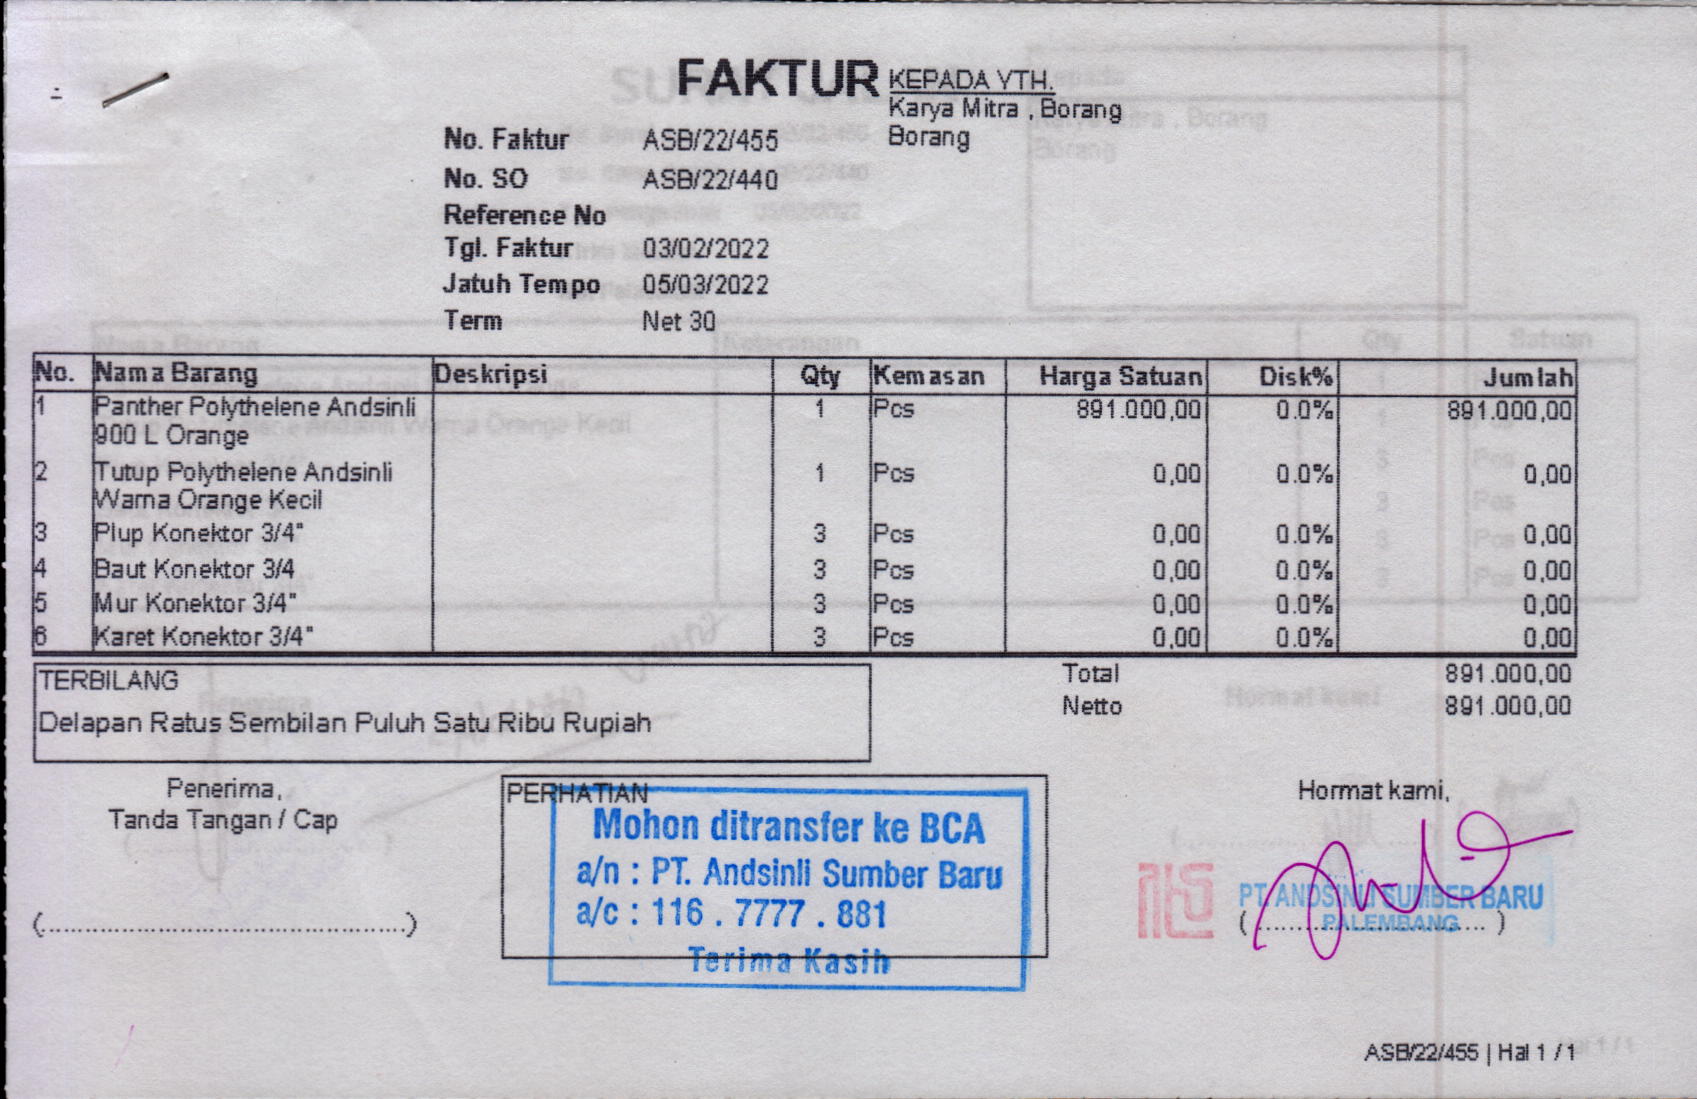 FAKTUR
KEPADA YTH.
Karya Mitra , Borang
Borang
No. Faktur ASB/22/455
No. SO ASB/22/440
Reference No
Tgl. Faktur 03/02/2022
Jatuh Tempo 05/03/2022
Term Net 30
No. Nama Barang Deskripsi Qty Kemasan Harga Satuan Disk% Jumlah
1 Panther Polythelene Andsinli 1 Pcs 891.000,00 0.0% 891.000,00
900 L Orange
2 Tutup Polythelene Andsinli 1 Pcs 0,00 0.0% 0,00
Warna Orange Kecil
3 Plup Konektor 3/4" 3 Pcs 0,00 0.0% 0,00
4 Baut Konektor 3/4 3 Pcs 0,00 0.0% 0,00
5 Mur Konektor 3/4" 3 Pcs 0,00 0.0% 0,00
6 Karet Konektor 3/4" 3 Pcs 0,00 0.0% 0,00
TERBILANG
Delapan Ratus Sembilan Puluh Satu Ribu Rupiah
Total 891.000,00
Netto 891.000,00
Penerima,
Tanda Tangan / Cap
(............................................)
PERHATIAN
Mohon ditransfer ke BCA
a/n : PT. Andsinli Sumber Baru
a/c : 116 . 7777 . 881
Terima Kasih
Hormat kami,
PT. ANDSINLI SUMBER BARU
PALEMBANG
ASB/22/455 | Hal 1 / 1